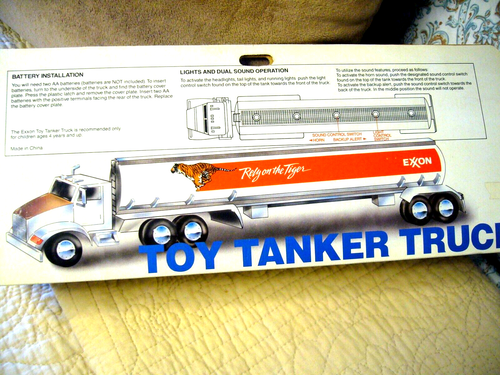 BATTERY INSTALLATION
You will need two AA batteries (batteries are NOT included). To insert
batteries, turn to the underside of the truck and find the battery cover
plate. Press the plastic latch and remove the cover plate. Insert two AA
batteries with the positive terminals facing the rear of the truck. Replace
the battery cover plate.
The Exxon Toy Tanker Truck is recommended only
for children ages 4 years and up.
Made in China
LIGHTS AND DUAL SOUND OPERATION
To activate the headlights, tail lights, and running lights, push the light
control switch found on the top of the tank towards the front of the truck.
To utilize the sound features, proceed as follows:
To activate the horn sound, push the designated sound control switch
found on the top of the tank towards the front of the truck.
To activate the backup alert, push the sound control switch towards the
back of the truck. In the middle position the sound will not operate.
SOUND CONTROL SWITCH
HORN BACKUP ALERT
Rely on the Tiger
EXXON
TOY TANKER TRUC